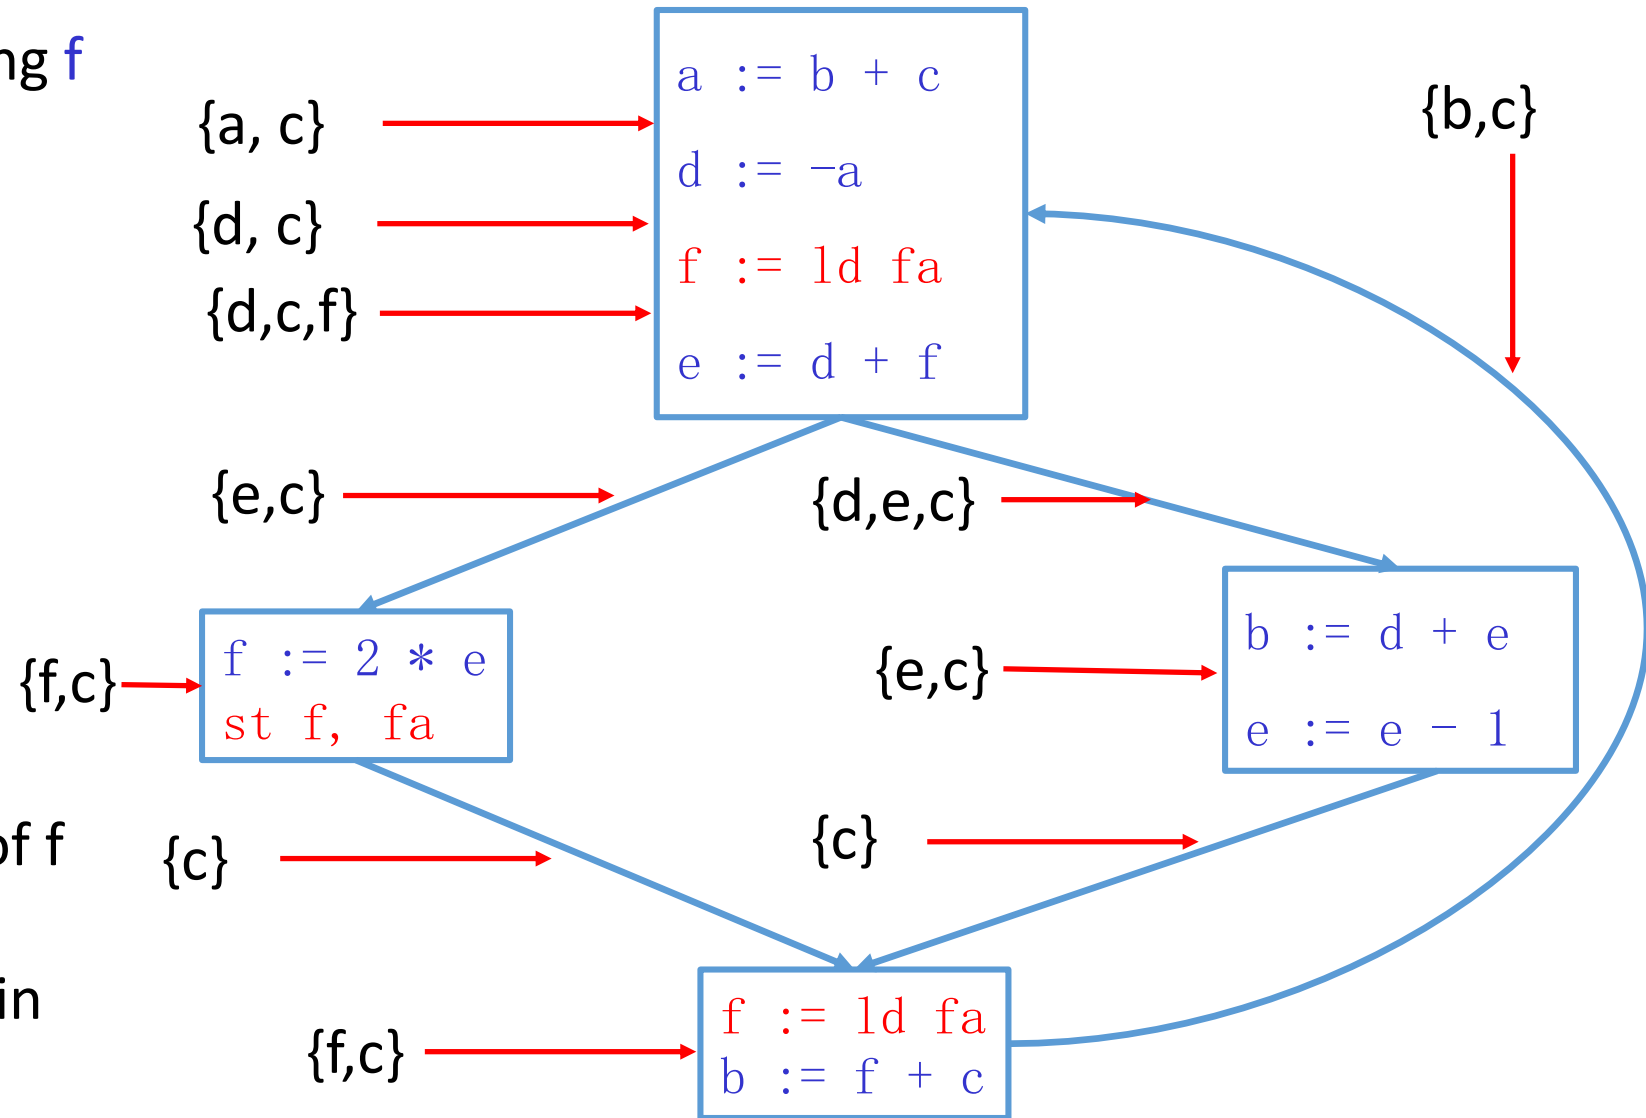 ng f
a := b + c
{a, c}
{b,c}
d := -a
{d, c}
f := ld fa
{d,c,f}
e := d + f
{e,c}
{d,e,c}
f := 2 * e
b := d + e
{f,c}
{e,c}
st f, fa
e := e - 1
of f
{c}
{c}
in
f := ld fa
{f,c}
b := f + c